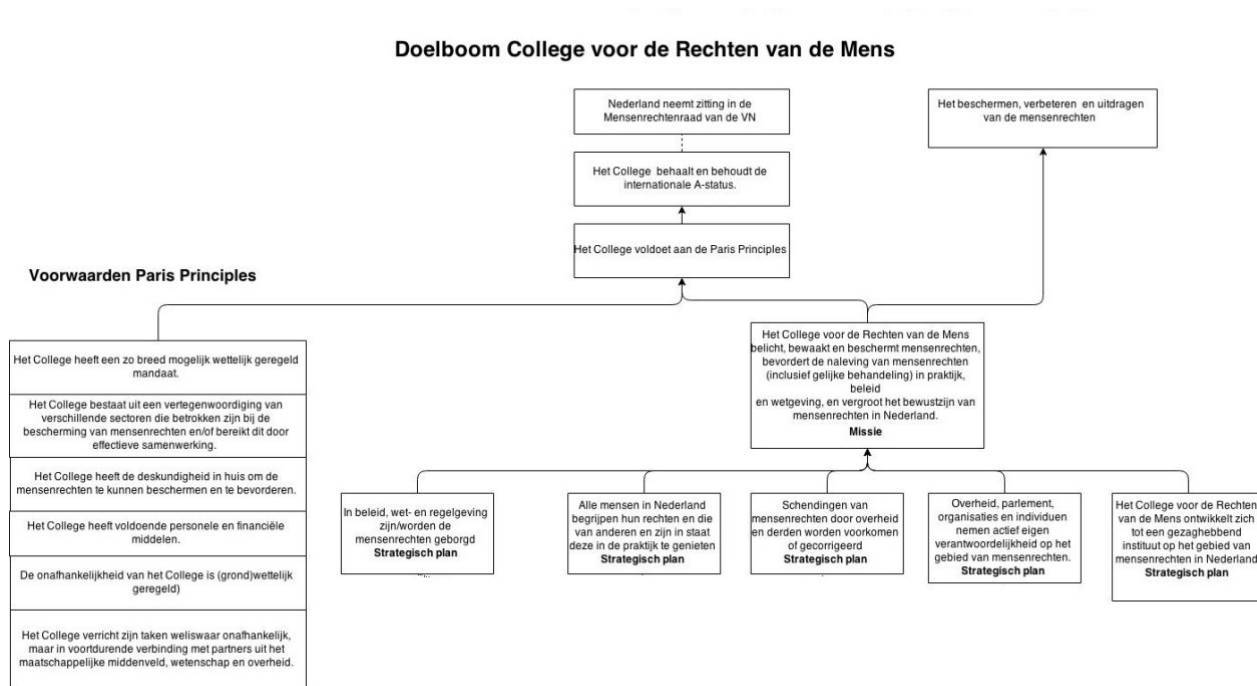 Doelboom College voor de Rechten van de Mens
Nederland neemt zitting in de
Mensenrechtenraad van de VN
Het beschermen, verbeteren en uitdragen
van de mensenrechten
Het College behaalt en behoudt de
internationale A-status.
Het College voldoet aan de Paris Principles
Voorwaarden Paris Principles
Het College heeft een zo breed mogelijk wettelijk geregeld
mandaat.
Het College bestaat uit een vertegenwoordiging van
verschillende sectoren die betrokken zijn bij de
bescherming van mensenrechten en/of bereikt dit door
effectieve samenwerking.
Het College heeft de deskundigheid in huis om de
mensenrechten te kunnen beschermen en te bevorderen.
Het College heeft voldoende personele en financiële
middelen.
De onafhankelijkheid van het College is (grond)wettelijk
geregeld)
Het College verricht zijn taken weliswaar onafhankelijk,
maar in voortdurende verbinding met partners uit het
maatschappelijke middenveld, wetenschap en overheid.
Het College voor de Rechten van de Mens
belicht, bewaakt en beschermt mensenrechten,
bevordert de naleving van mensenrechten
(inclusief gelijke behandeling) in praktijk,
beleid
en wetgeving, en vergroot het bewustzijn van
mensenrechten in Nederland.
Missie
In beleid, wet- en regelgeving
zijn/worden de
mensenrechten geborgd
Strategisch plan
Alle mensen in Nederland
begrijpen hun rechten en die
van anderen en zijn in staat
deze in de praktijk te genieten
Strategisch plan
Schendingen van
mensenrechten door overheid
en derden worden voorkomen
of gecorrigeerd
Strategisch plan
Overheid, parlement,
organisaties en individuen
nemen actief eigen
verantwoordelijkheid op het
gebied van mensenrechten.
Strategisch plan
Het College voor de Rechten
van de Mens ontwikkelt zich
tot een gezaghebbend
instituut op het gebied van
mensenrechten in Nederland
Strategisch plan